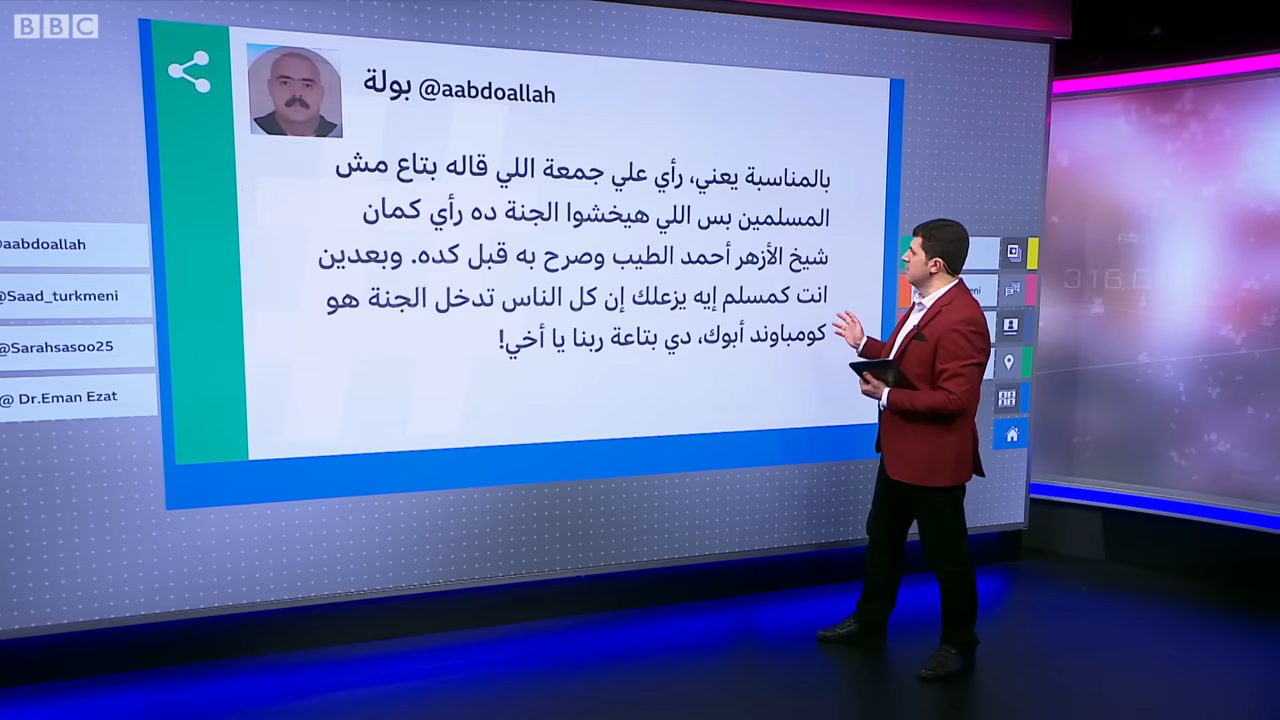 BBC
بولة @aabdoallah
بالمناسبة يعني، رأي علي جمعة اللي قاله بتاع مش
المسلمين بس اللي هيخشوا الجنة ده رأي كمان
شيخ الأزهر أحمد الطيب وصرح به قبل كده. وبعدين
انت كمسلم إيه يزعلك إن كل الناس تدخل الجنة هو
كومباوند أبوك، دي بتاعة ربنا يا أخي!
@aabdoallah
@Saad_turkmeni
@Sarahsasoo25
@ Dr.Eman Ezat